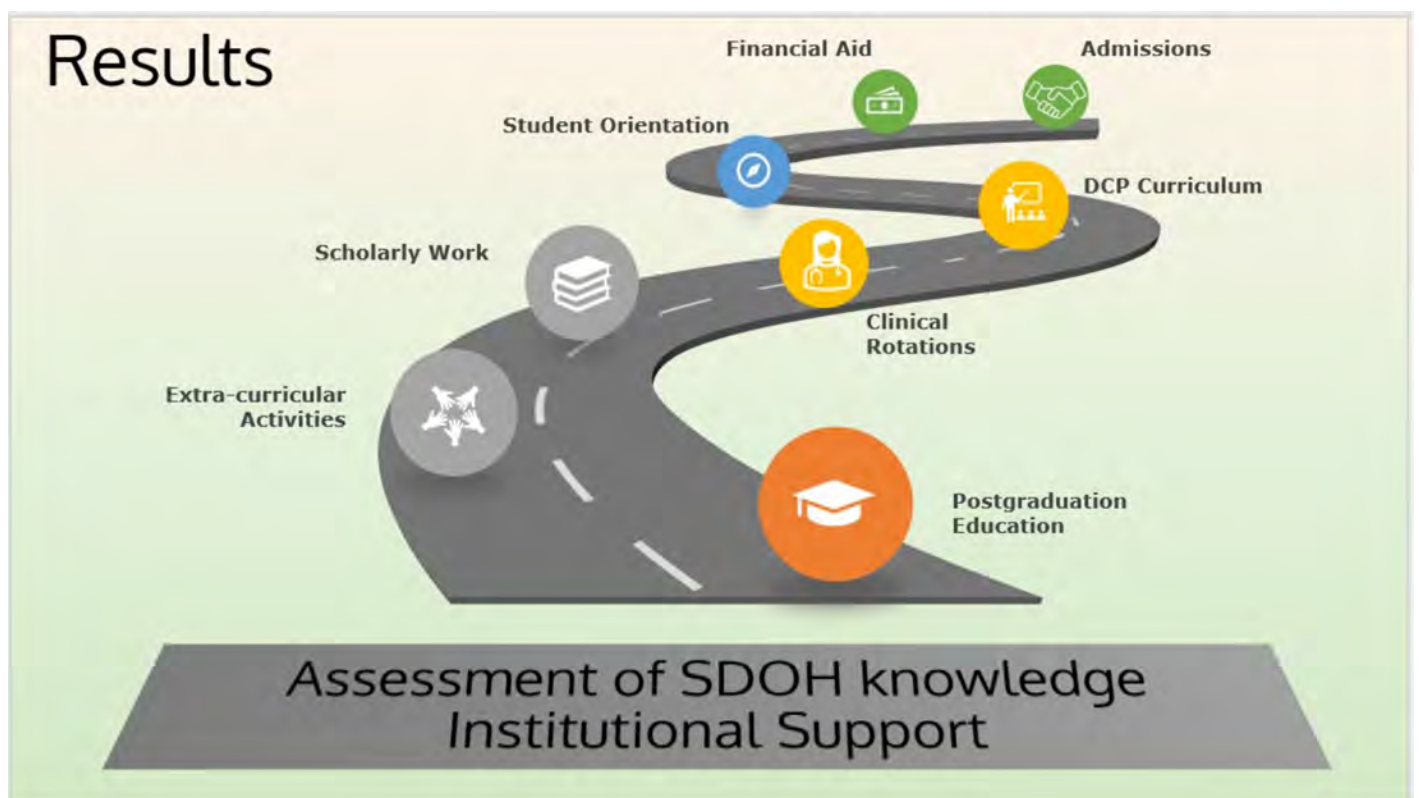 Results
Financial Aid
Admissions
Student Orientation
DCP Curriculum
Scholarly Work
Clinical
Rotations
Extra-curricular
Activities
Postgraduation
Education
Assessment of SDOH knowledge
Institutional Support